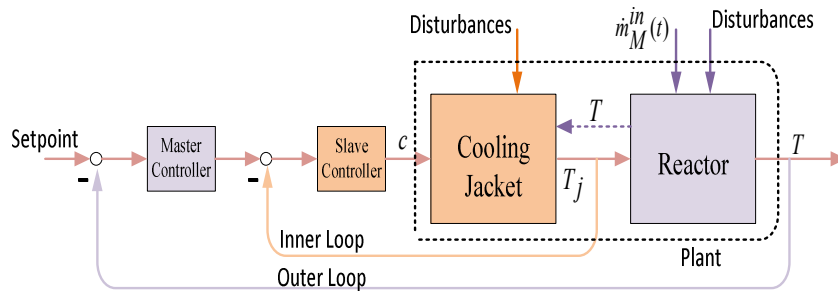 Disturbances
ṁ_M^in(t)
Disturbances
Setpoint
Master
Controller
Slave
Controller
c
Cooling
Jacket
T
T_j
Reactor
T
Inner Loop
Plant
Outer Loop